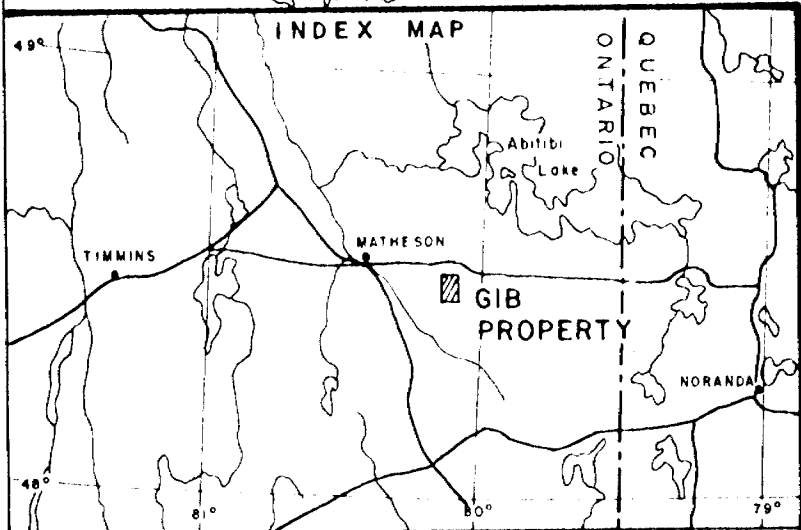 INDEX MAP
49°
ONTARIO
QUEBEC
Abitibi
Lake
TIMMINS
MATHESON
GIB
PROPERTY
NORANDA
48°
81°
80°
79°